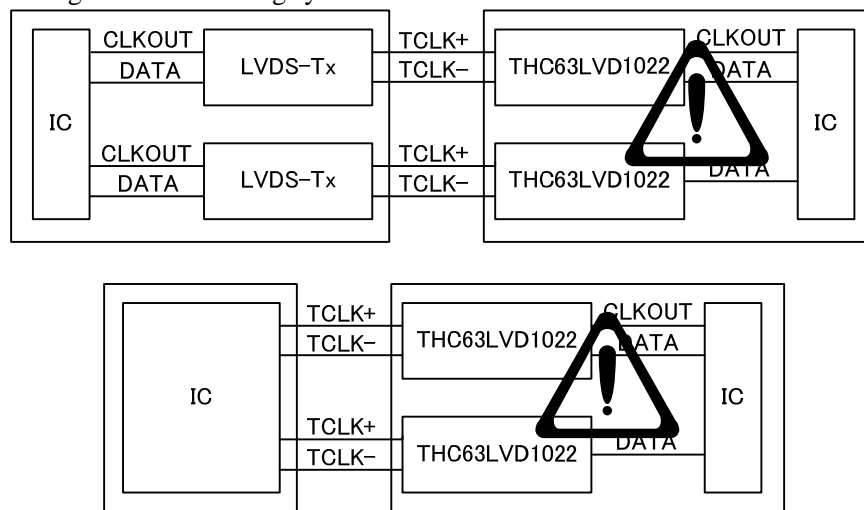 CLKOUT
DATA
LVDS-Tx
TCLK+
TCLK-
THC63LVD1022
CLKOUT
DATA
IC
IC
CLKOUT
DATA
LVDS-Tx
TCLK+
TCLK-
THC63LVD1022
DATA
TCLK+
TCLK-
THC63LVD1022
CLKOUT
DATA
IC
IC
TCLK+
TCLK-
THC63LVD1022
DATA